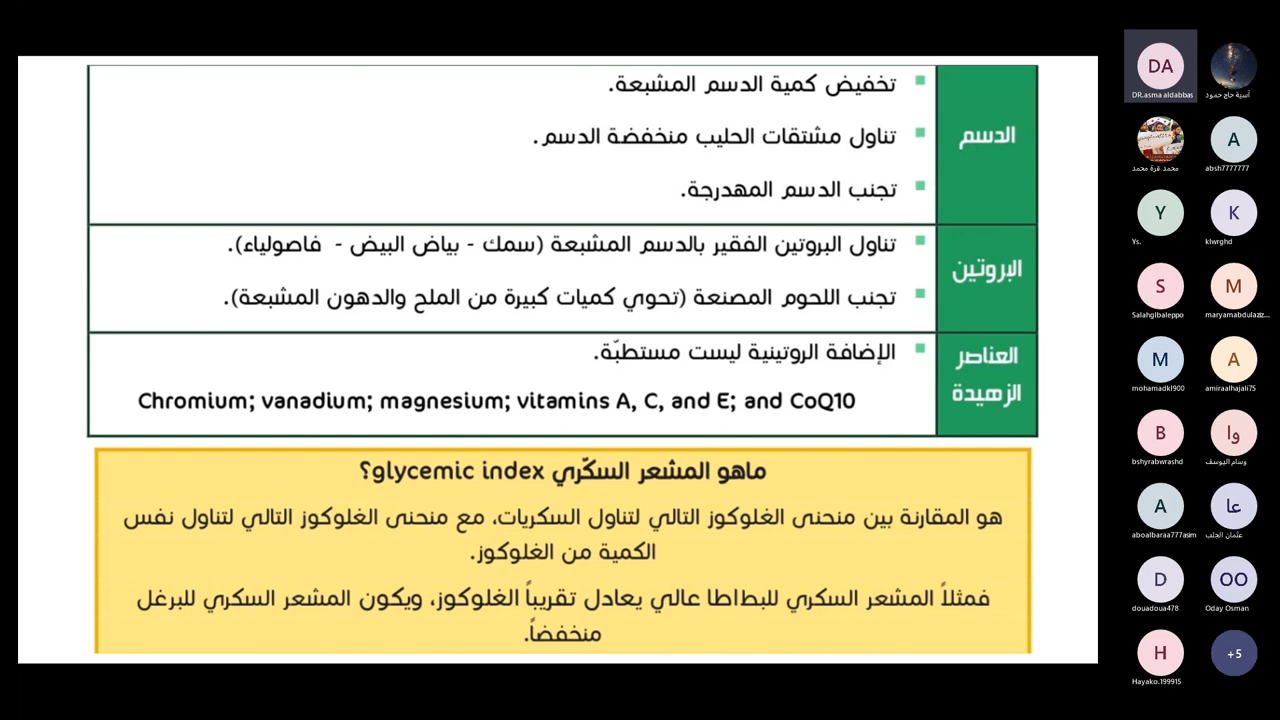 الدسم
تخفيض كمية الدسم المشبعة.
تناول مشتقات الحليب منخفضة الدسم.
تجنب الدسم المهدرجة.
البروتين
تناول البروتين الفقير بالدسم المشبعة (سمك - بياض البيض - فاصولياء).
تجنب اللحوم المصنعة (تحوي كميات كبيرة من الملح والدهون المشبعة).
العناصر
الزهيدة
الإضافة الروتينية ليست مستطبّة.
Chromium; vanadium; magnesium; vitamins A, C, and E; and CoQ10
ماهو المشعر السكّري glycemic index؟
هو المقارنة بين منحنى الغلوكوز التالي لتناول السكريات، مع منحنى الغلوكوز التالي لتناول نفس
الكمية من الغلوكوز.
فمثلاً المشعر السكري للبطاطا عالي يعادل تقريباً الغلوكوز، ويكون المشعر السكري للبرغل
منخفضاً.
DA
DR.asma aldabbas
آسية حاج حمود
محمد قرة محمد
A
absh7777777
Y
Ys.
K
klwrghd
S
Salahglbaleppo
M
maryamabdulaziz...
M
mohamadkl900
A
amiraalhajali75
B
bshyrabwrashd
وا
وسام اليوسف
A
aboalbaraa777asim
عا
عثمان الجلب
D
douadoua478
OO
Oday Osman
H
Hayako.199915
+5